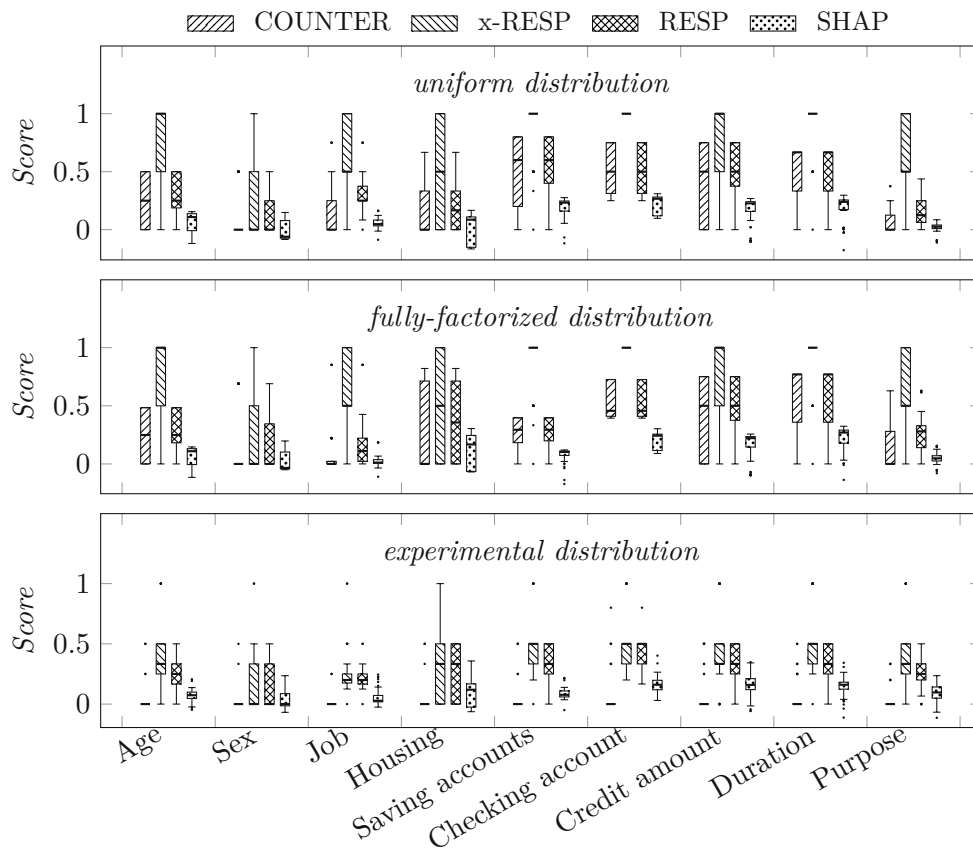 COUNTER x-RESP RESP SHAP
uniform distribution
Score
1
0.5
0
fully-factorized distribution
Score
1
0.5
0
experimental distribution
Score
1
0.5
0
Age
Sex
Job
Housing
Saving accounts
Checking account
Credit amount
Duration
Purpose